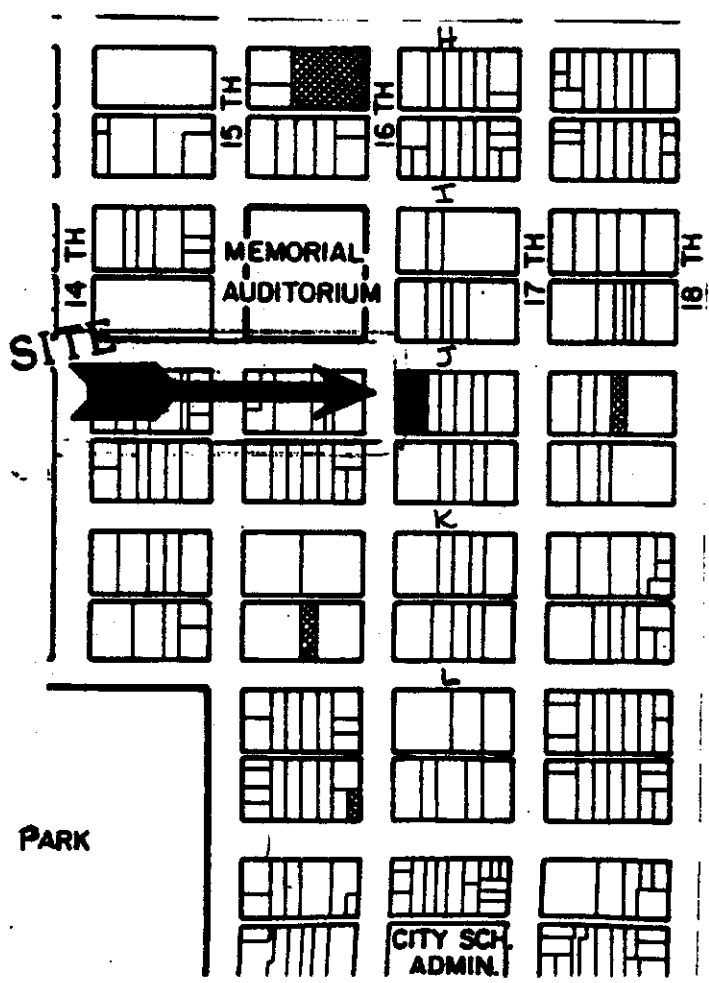 H
15 TH
16 TH
I
14 TH
MEMORIAL
AUDITORIUM
17 TH
18 TH
SITE
J
K
L
PARK
CITY SCH.
ADMIN.